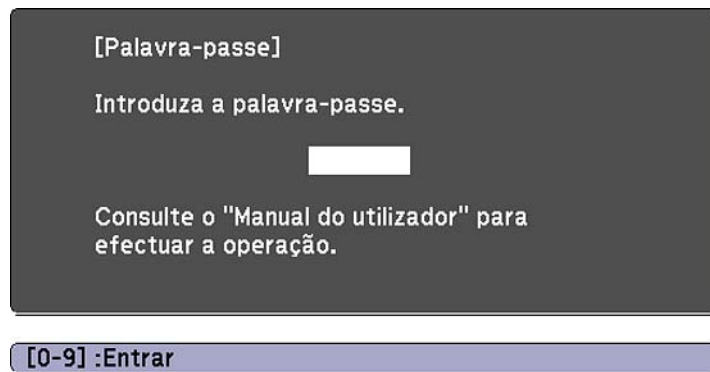 [Palavra-passe]
Introduza a palavra-passe.
Consulte o "Manual do utilizador" para
efectuar a operação.
[0-9] :Entrar